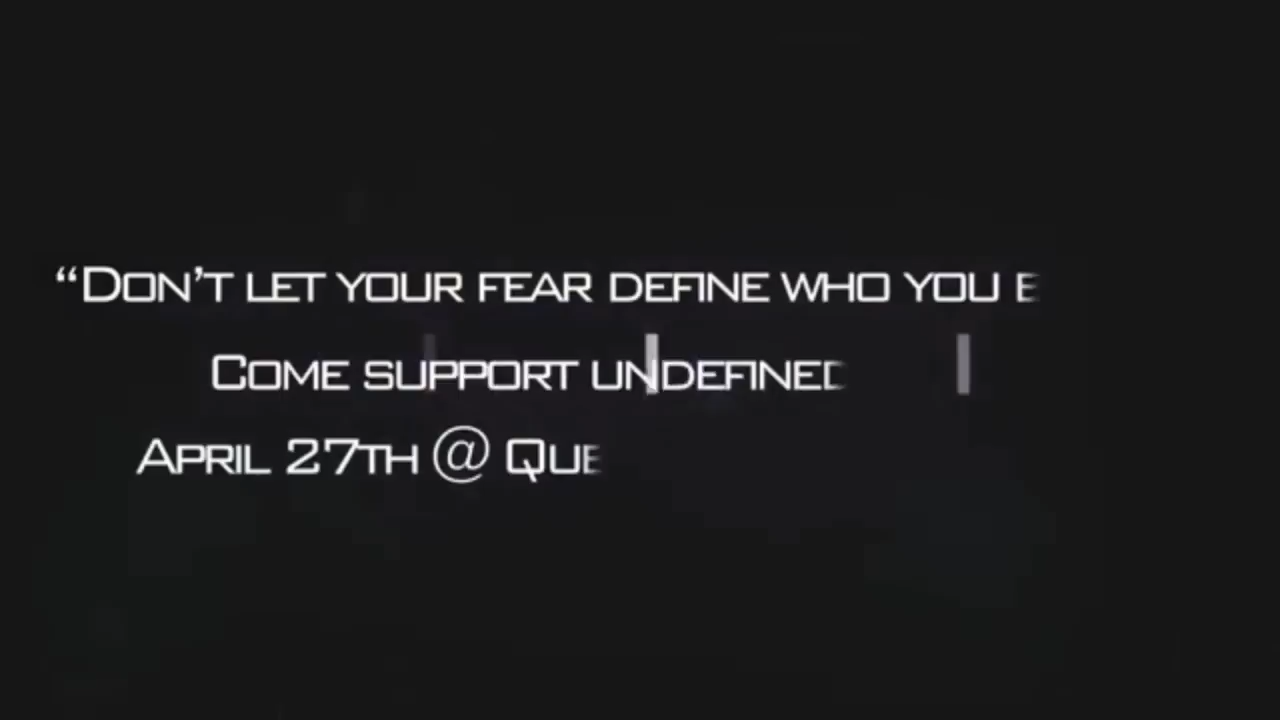 “Don’t let your fear define who you
Come support undefined
April 27th @